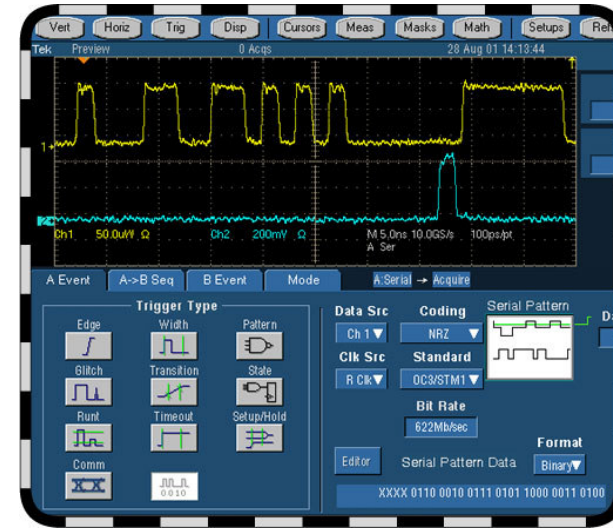 Vert Horiz Trig Disp Cursors Meas Masks Math Setups
Tek Preview 0 Acqs 28 Aug 01 14:13:44
1
Ch1 50.0uW Ω Ch2 200mV Ω M 5.0ns 10.0GS/s 100ps/pt
A Ser
A Event A->B Seq B Event Mode A:Serial → Acquire
Trigger Type
Edge Width Pattern
Glitch Transition State
Runt Timeout Setup/Hold
Comm
0010
Data Src Coding Serial Pattern
Ch 1 NRZ
Clk Src Standard
R Clk OC3/STM1
Bit Rate
622Mb/sec
Format
Editor Serial Pattern Data Binary
XXXX 0110 0010 0111 0101 1000 0011 0100